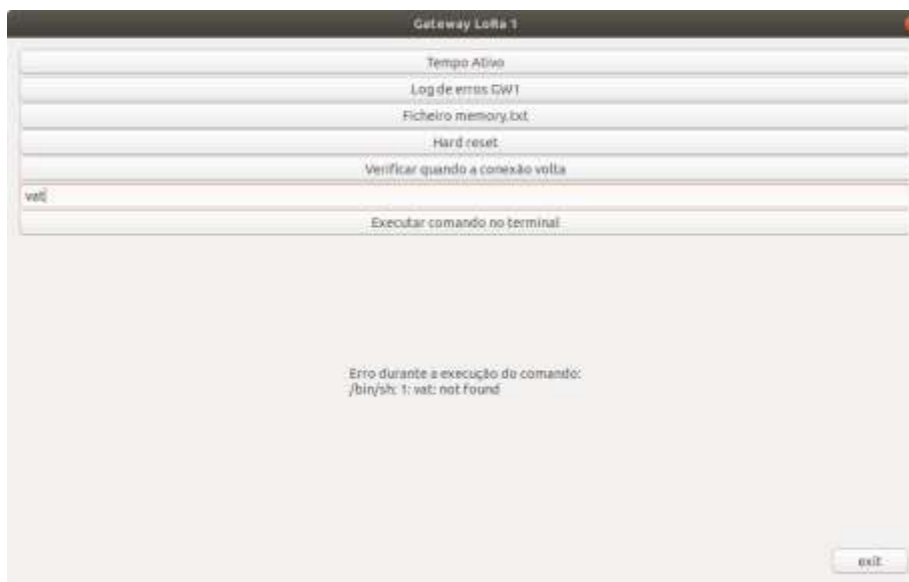 Gateway LoRa 1
Tempo Ativo
Log de erros GW1
Ficheiro memory.txt
Hard reset
Verificar quando a conexão volta
vat
Executar comando no terminal
Erro durante a execução do comando:
/bin/sh: 1: vat: not found
exit